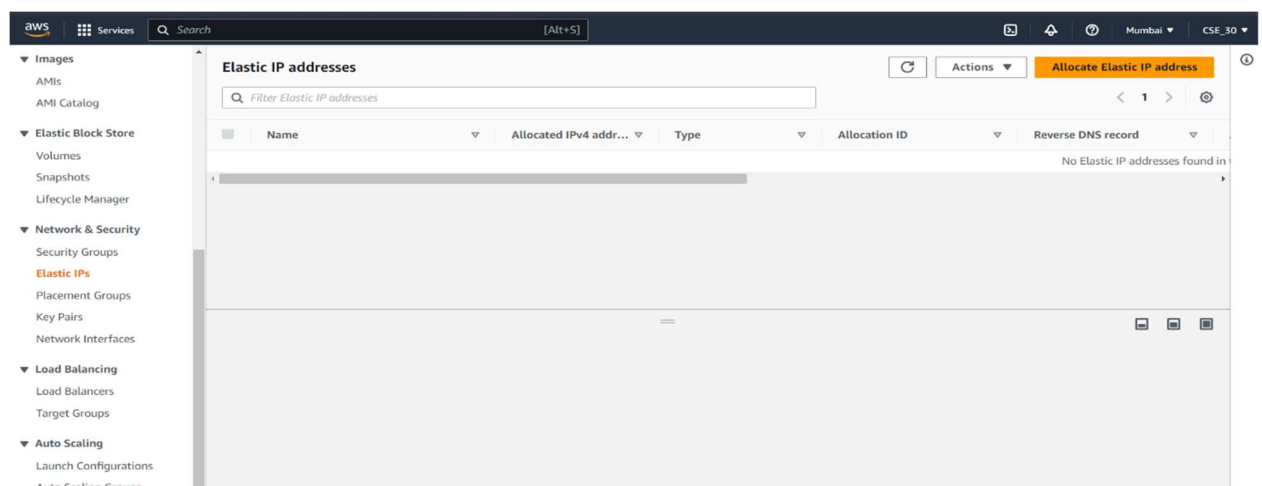 aws Services Search [Alt+S] Mumbai CSE_30
Images
AMIs
AMI Catalog
Elastic Block Store
Volumes
Snapshots
Lifecycle Manager
Network & Security
Security Groups
Elastic IPs
Placement Groups
Key Pairs
Network Interfaces
Load Balancing
Load Balancers
Target Groups
Auto Scaling
Launch Configurations
Auto Scaling Groups
Elastic IP addresses Actions Allocate Elastic IP address
Filter Elastic IP addresses 1
Name Allocated IPv4 addr... Type Allocation ID Reverse DNS record
No Elastic IP addresses found in